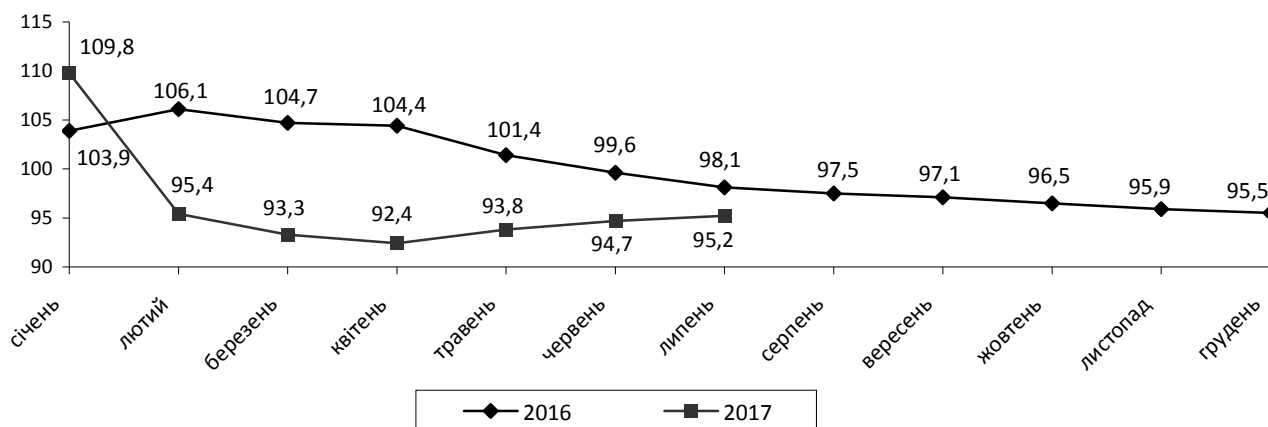 115
110
105
100
95
90
109,8
106,1
104,7
104,4
101,4
99,6
98,1
97,5
97,1
96,5
95,9
95,5
103,9
95,4
93,3
92,4
93,8
94,7
95,2
січень
лютий
березень
квітень
травень
червень
липень
серпень
вересень
жовтень
листопад
грудень
2016
2017